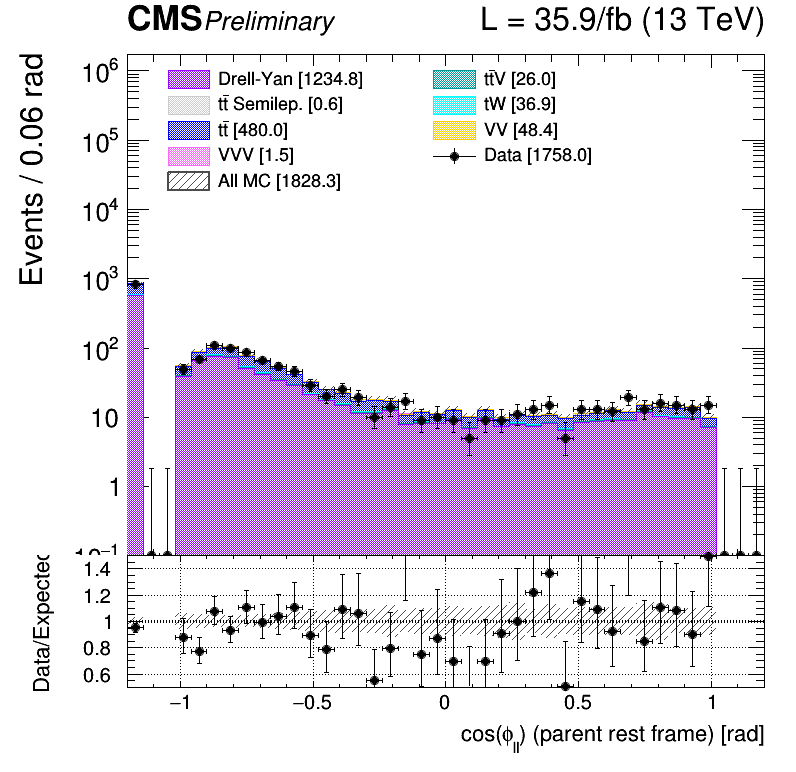 CMS Preliminary L = 35.9/fb (13 TeV)
Events / 0.06 rad
Drell-Yan [1234.8]
tt̄ Semilep. [0.6]
tt̄ [480.0]
VVV [1.5]
All MC [1828.3]
tt̄V [26.0]
tW [36.9]
VV [48.4]
Data [1758.0]
10⁶
10⁵
10⁴
10³
10²
10
1
10⁻¹
Data/Expected
1.4
1.2
1
0.8
0.6
−1 −0.5 0 0.5 1
cos(ϕ_ll) (parent rest frame) [rad]